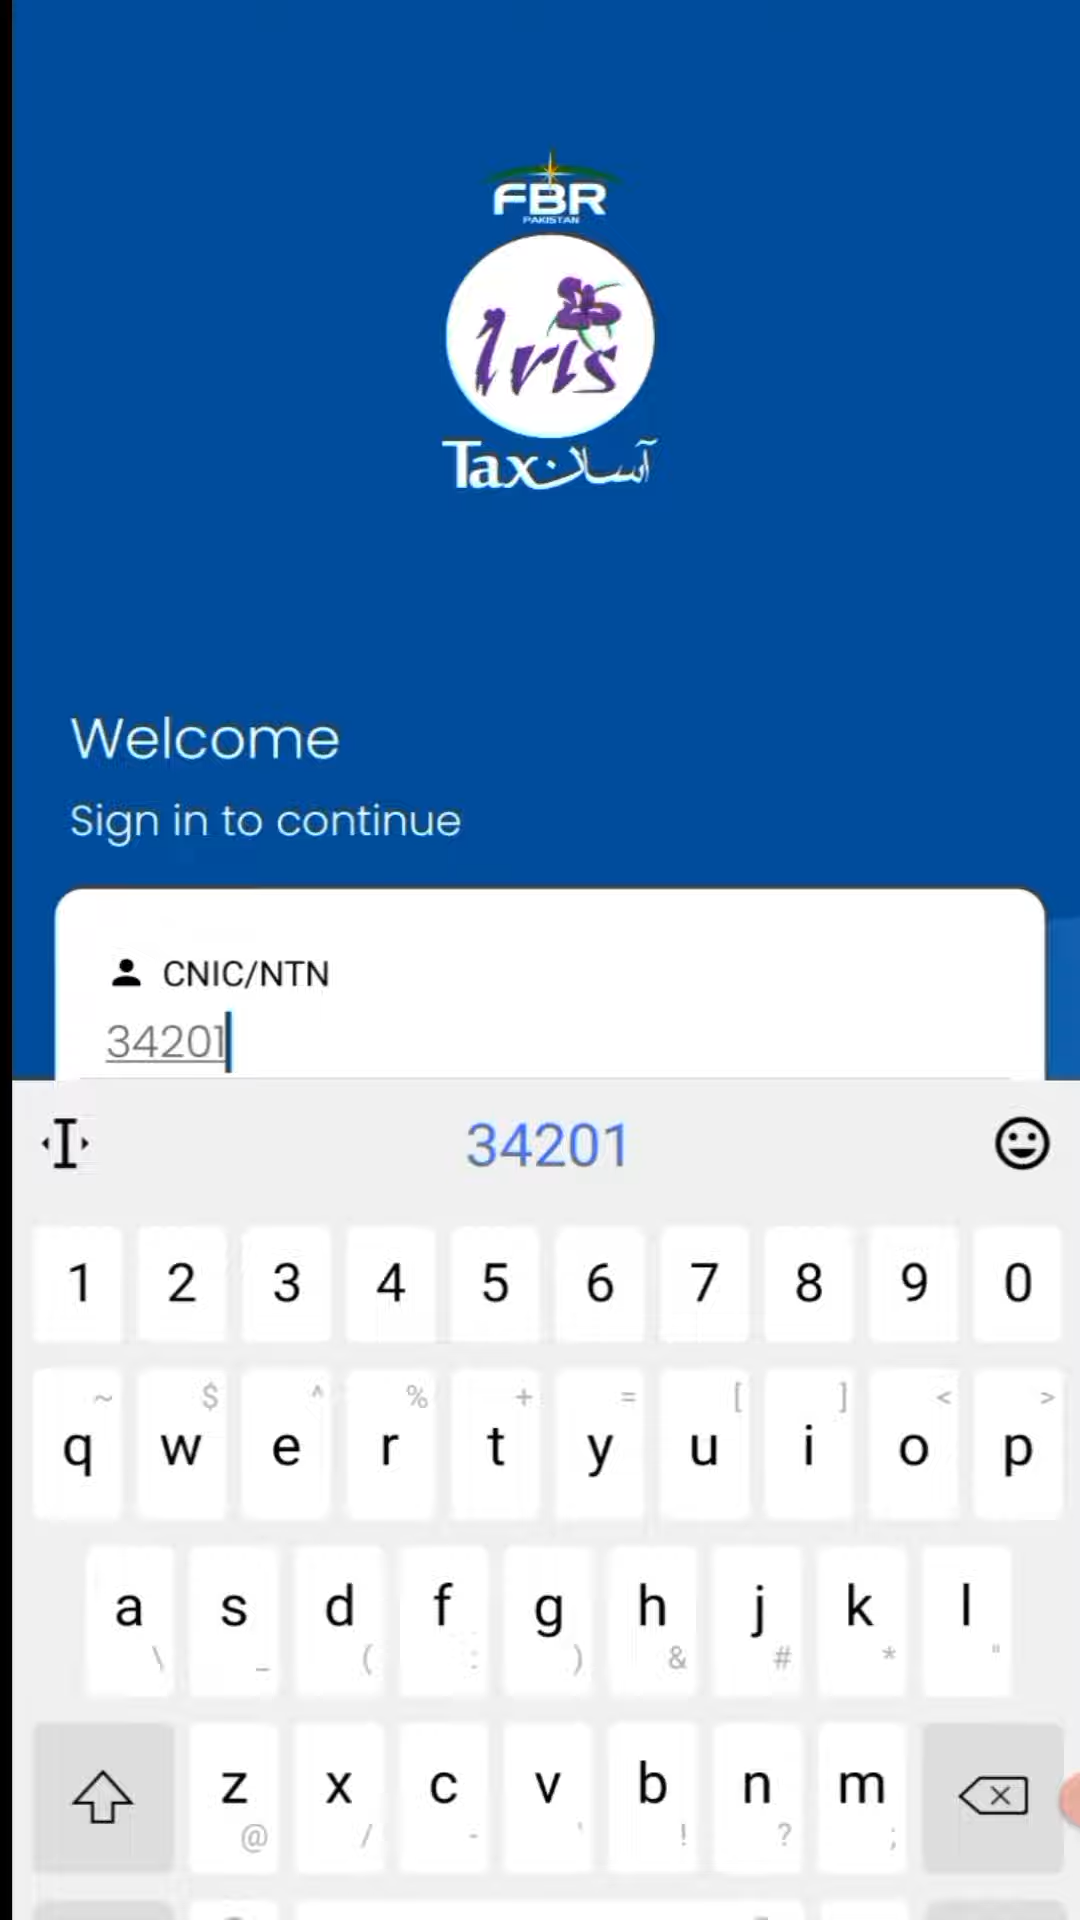 FBR
PAKISTAN
Iris
Tax آسان
Welcome
Sign in to continue
CNIC/NTN
34201
34201
1 2 3 4 5 6 7 8 9 0
~ $ ^ % + = [ ] < >
q w e r t y u i o p
a s d f g h j k l
\ _ ( : ) & # * "
z x c v b n m
@ / - ' ! ? ;